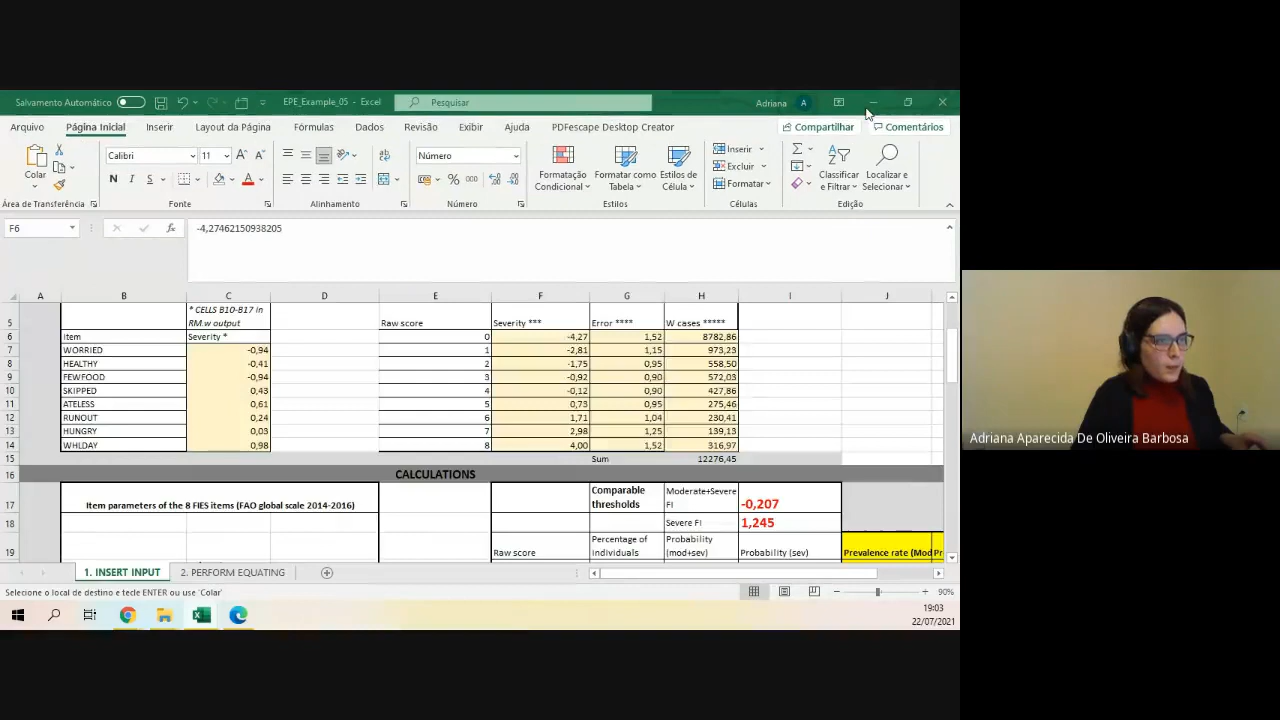 Salvamento Automático EPE_Example_05 - Excel Pesquisar Adriana A
Arquivo Página Inicial Inserir Layout da Página Fórmulas Dados Revisão Exibir Ajuda PDFescape Desktop Creator Compartilhar Comentários
Colar Calibri 11 Número Formatação Condicional Formatar como Tabela Estilos de Célula Inserir Excluir Formatar Classificar e Filtrar Localizar e Selecionar
N I S
Área de Transferência Fonte Alinhamento Número Estilos Células Edição
F6 fx -4,27462150938205
A B C D E F G H I J
5 * CELLS B10-B17 in RM.w output Raw score Severity *** Error **** W cases *****
6 Item Severity * 0 -4,27 1,52 8782,86
7 WORRIED -0,94 1 -2,81 1,15 973,23
8 HEALTHY -0,41 2 -1,75 0,95 558,50
9 FEWFOOD -0,94 3 -0,92 0,90 572,03
10 SKIPPED 0,43 4 -0,12 0,90 427,86
11 ATELESS 0,61 5 0,73 0,95 275,46
12 RUNOUT 0,24 6 1,71 1,04 230,41
13 HUNGRY 0,03 7 2,98 1,25 139,13
14 WHLDAY 0,98 8 4,00 1,52 316,97
15 Sum 12276,45
16 CALCULATIONS
17 Item parameters of the 8 FIES items (FAO global scale 2014-2016) Comparable thresholds Moderate+Severe FI -0,207
18 Severe FI 1,245
19 Raw score Percentage of individuals Probability (mod+sev) Probability (sev) Prevalence rate (Mod Pr
1. INSERT INPUT 2. PERFORM EQUATING
Selecione o local de destino e tecle ENTER ou use 'Colar' 90%
19:03
22/07/2021
Adriana Aparecida De Oliveira Barbosa